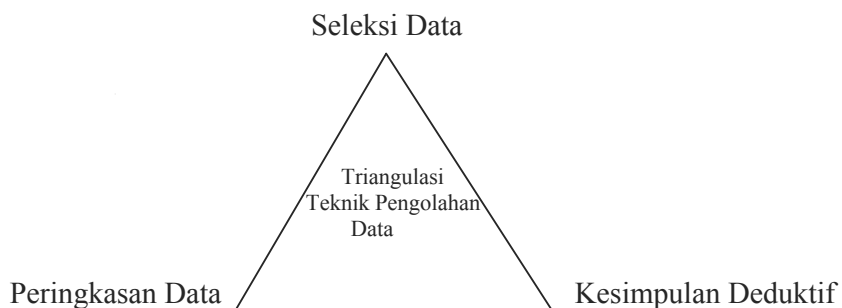 Seleksi Data
Triangulasi
Teknik Pengolahan
Data
Peringkasan Data
Kesimpulan Deduktif